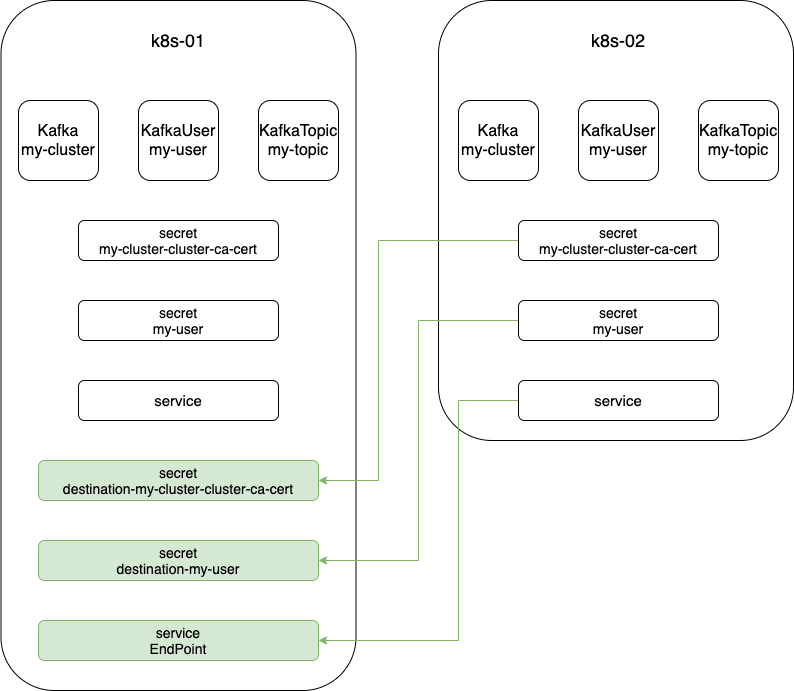 k8s-01
Kafka
my-cluster
KafkaUser
my-user
KafkaTopic
my-topic
secret
my-cluster-cluster-ca-cert
secret
my-user
service
secret
destination-my-cluster-cluster-ca-cert
secret
destination-my-user
service
EndPoint
k8s-02
Kafka
my-cluster
KafkaUser
my-user
KafkaTopic
my-topic
secret
my-cluster-cluster-ca-cert
secret
my-user
service